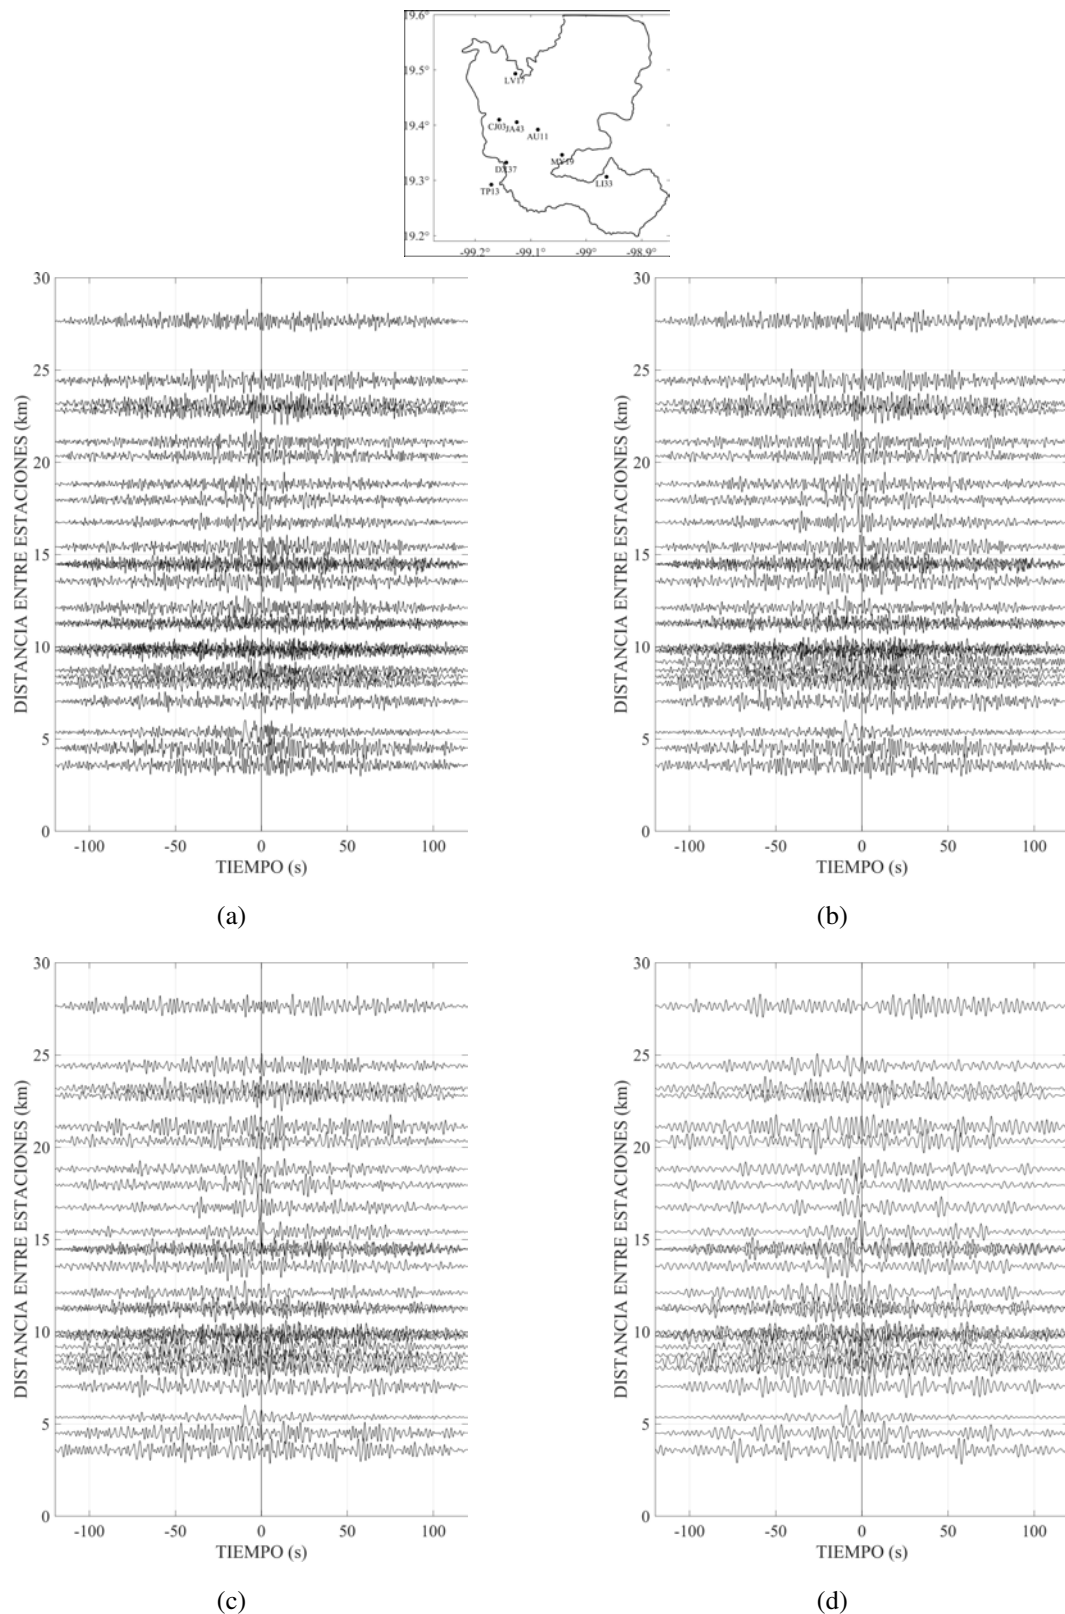 19.6°
19.5°
LV17
19.4°
CJ03
JA43
AU11
MY19
DX37
19.3°
LI33
TP13
19.2°
-99.2° -99.1° -99° -98.9°
30
25
20
15
10
5
0
DISTANCIA ENTRE ESTACIONES (km)
-100 -50 0 50 100
TIEMPO (s)
(a)
30
25
20
15
10
5
0
DISTANCIA ENTRE ESTACIONES (km)
-100 -50 0 50 100
TIEMPO (s)
(b)
30
25
20
15
10
5
0
DISTANCIA ENTRE ESTACIONES (km)
-100 -50 0 50 100
TIEMPO (s)
(c)
30
25
20
15
10
5
0
DISTANCIA ENTRE ESTACIONES (km)
-100 -50 0 50 100
TIEMPO (s)
(d)